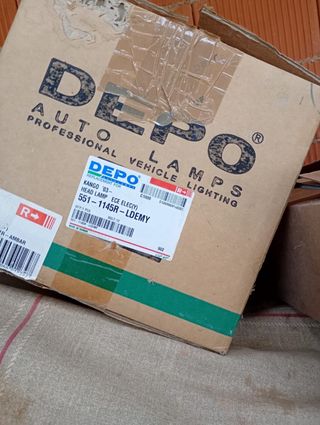 DEPO®
AUTO LAMPS
PROFESSIONAL VEHICLE LIGHTING
DEPO
R
KANGO '03-
HEAD LAMP ECE ELEC(Y)
551-1145R-LDEMY
R